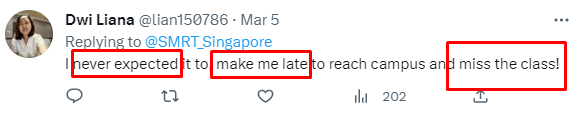 Dwi Liana @lian150786 · Mar 5
Replying to @SMRT_Singapore
I never expected it to make me late to reach campus and miss the class!
202